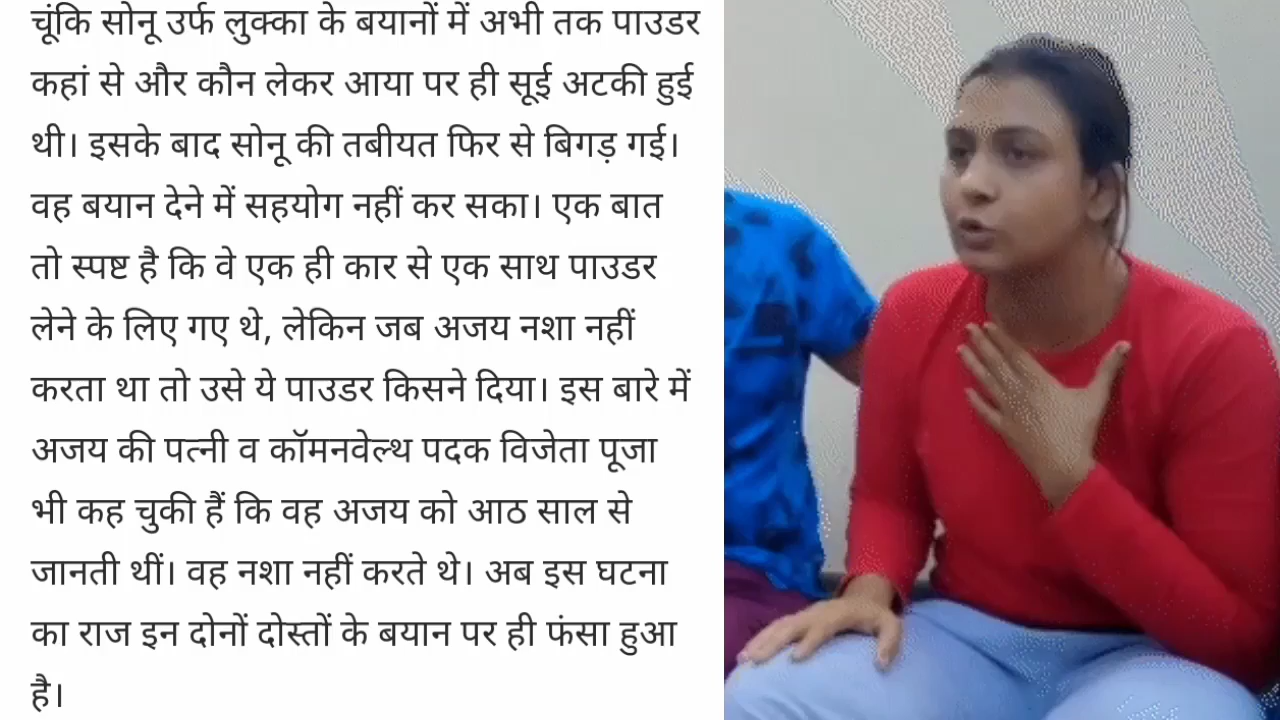 चूंकि सोनू उर्फ लुक्का के बयानों में अभी तक पाउडर
कहां से और कौन लेकर आया पर ही सूई अटकी हुई
थी। इसके बाद सोनू की तबीयत फिर से बिगड़ गई।
वह बयान देने में सहयोग नहीं कर सका। एक बात
तो स्पष्ट है कि वे एक ही कार से एक साथ पाउडर
लेने के लिए गए थे, लेकिन जब अजय नशा नहीं
करता था तो उसे ये पाउडर किसने दिया। इस बारे में
अजय की पत्नी व कॉमनवेल्थ पदक विजेता पूजा
भी कह चुकी हैं कि वह अजय को आठ साल से
जानती थीं। वह नशा नहीं करते थे। अब इस घटना
का राज इन दोनों दोस्तों के बयान पर ही फंसा हुआ
है।